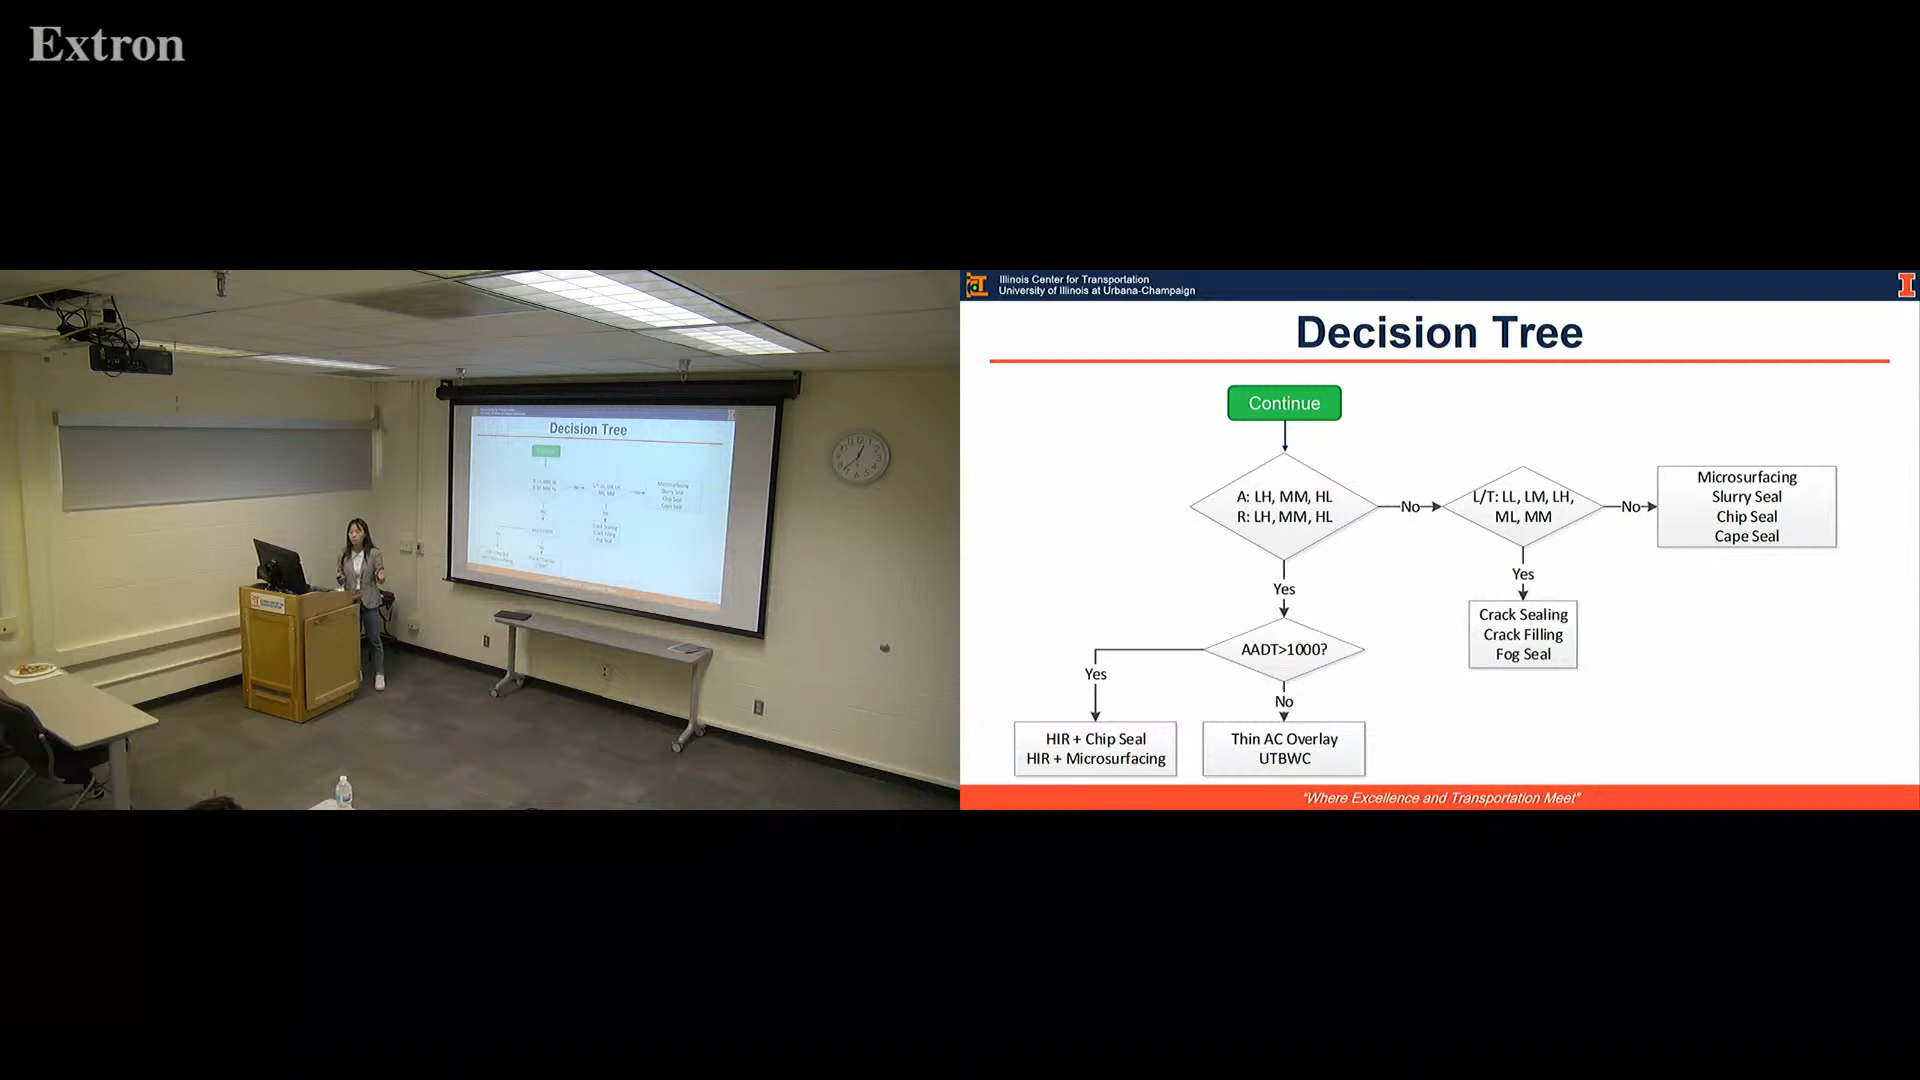 Extron
Illinois Center for Transportation
University of Illinois at Urbana-Champaign
Decision Tree
Continue
A: LH, MM, HL
R: LH, MM, HL
No
L/T: LL, LM, LH,
ML, MM
No
Microsurfacing
Slurry Seal
Chip Seal
Cape Seal
Yes
Yes
Crack Sealing
Crack Filling
Fog Seal
AADT>1000?
Yes
No
HIR + Chip Seal
HIR + Microsurfacing
Thin AC Overlay
UTBWC
"Where Excellence and Transportation Meet"
Decision Tree